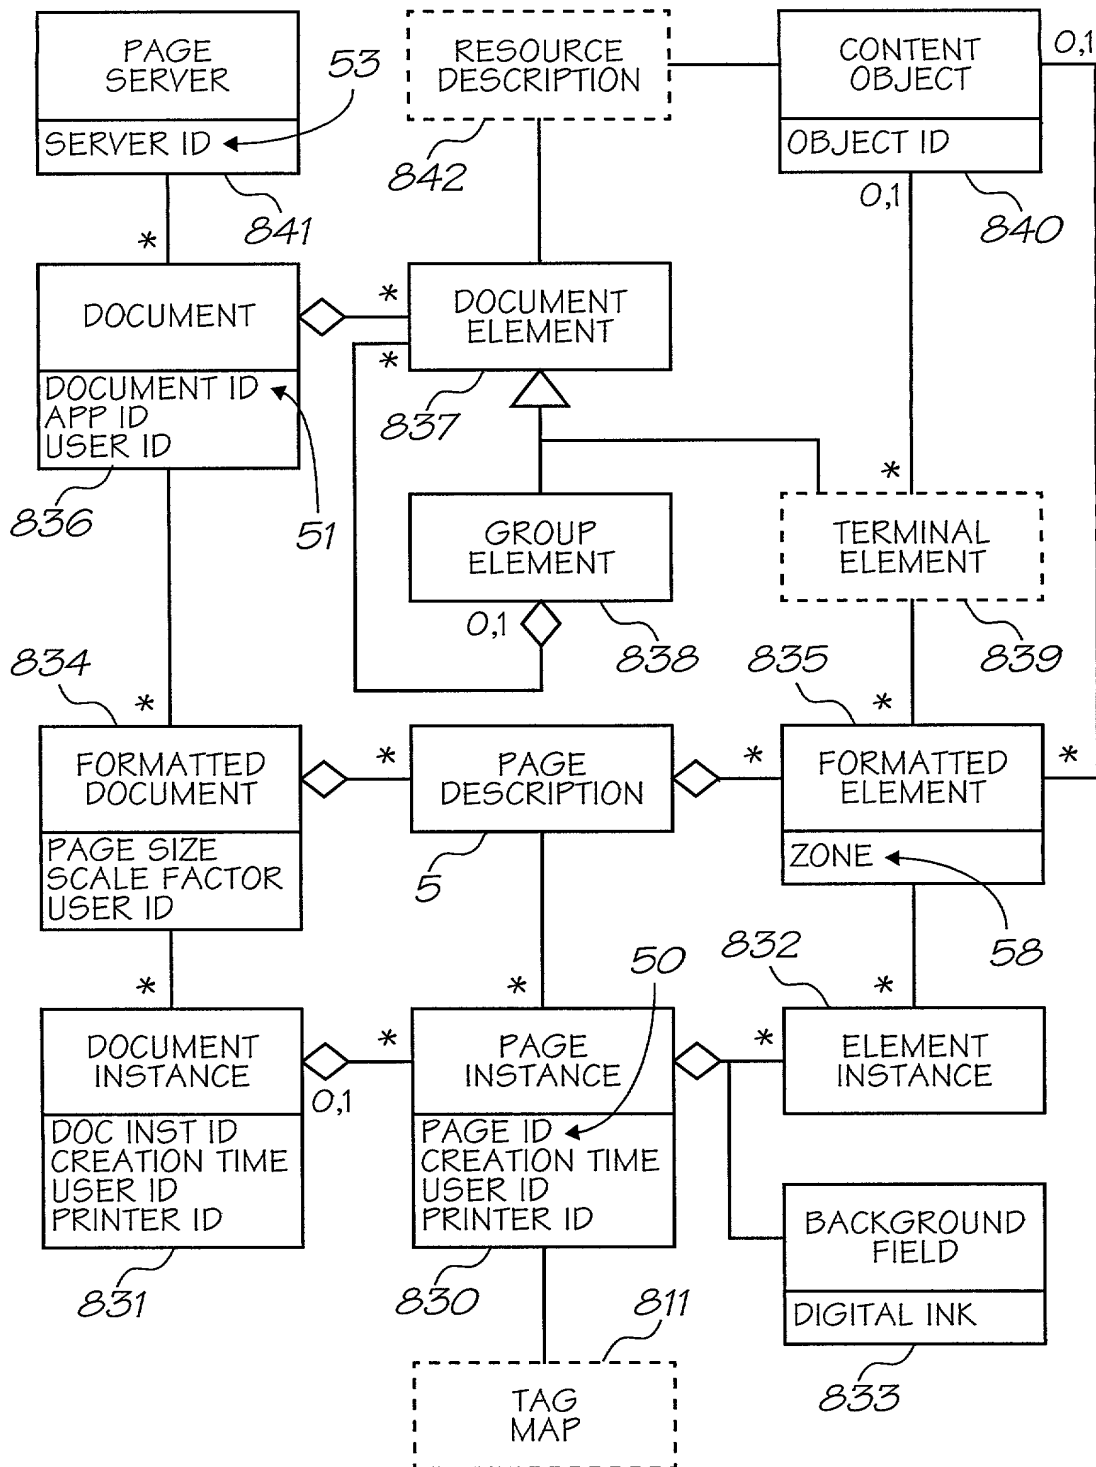 PAGE
SERVER
SERVER ID
53
841
RESOURCE
DESCRIPTION
842
CONTENT
OBJECT
OBJECT ID
0,1
0,1
840
*
DOCUMENT
DOCUMENT ID
APP ID
USER ID
836
51
*
*
DOCUMENT
ELEMENT
837
GROUP
ELEMENT
0,1
838
*
TERMINAL
ELEMENT
839
834
*
FORMATTED
DOCUMENT
PAGE SIZE
SCALE FACTOR
USER ID
*
PAGE
DESCRIPTION
5
835
*
*
*
FORMATTED
ELEMENT
ZONE
58
*
DOCUMENT
INSTANCE
0,1
DOC INST ID
CREATION TIME
USER ID
PRINTER ID
831
50
*
*
PAGE
INSTANCE
PAGE ID
CREATION TIME
USER ID
PRINTER ID
830
832
*
*
ELEMENT
INSTANCE
BACKGROUND
FIELD
DIGITAL INK
833
811
TAG
MAP